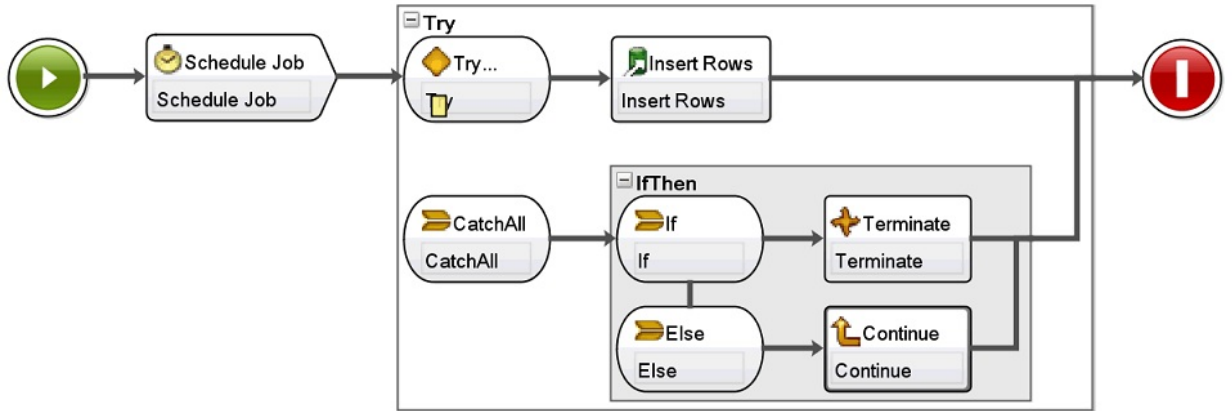 Try
Schedule Job
Schedule Job
Try...
Try
Insert Rows
Insert Rows
IfThen
CatchAll
CatchAll
If
If
Terminate
Terminate
Else
Else
Continue
Continue